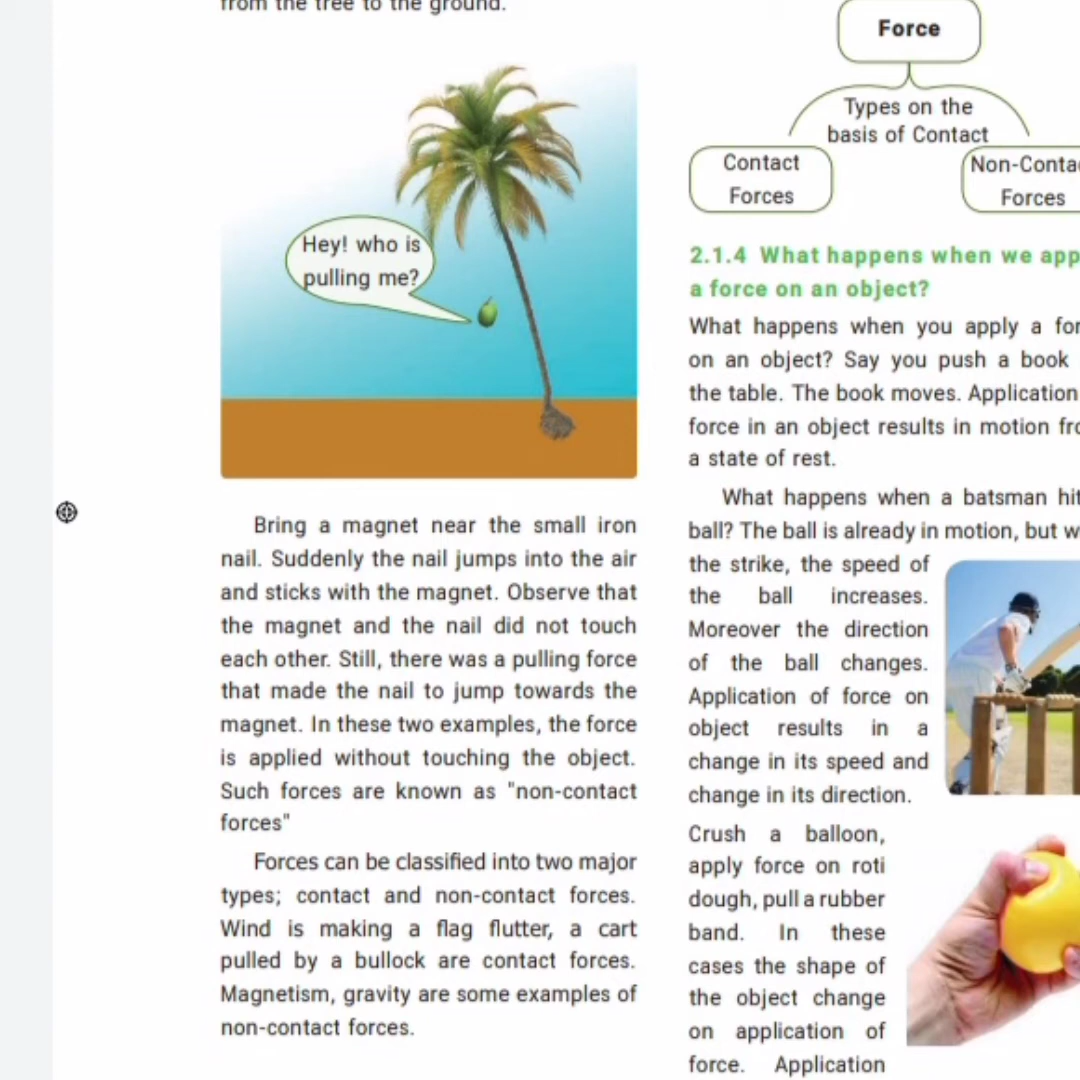 from the tree to the ground.
Hey! who is
pulling me?
Bring a magnet near the small iron
nail. Suddenly the nail jumps into the air
and sticks with the magnet. Observe that
the magnet and the nail did not touch
each other. Still, there was a pulling force
that made the nail to jump towards the
magnet. In these two examples, the force
is applied without touching the object.
Such forces are known as "non-contact
forces"
Forces can be classified into two major
types; contact and non-contact forces.
Wind is making a flag flutter, a cart
pulled by a bullock are contact forces.
Magnetism, gravity are some examples of
non-contact forces.
Force
Types on the
basis of Contact
Contact
Forces
Non-Conta
Forces
2.1.4 What happens when we app
a force on an object?
What happens when you apply a for
on an object? Say you push a book
the table. The book moves. Application
force in an object results in motion fro
a state of rest.
What happens when a batsman hit
ball? The ball is already in motion, but w
the strike, the speed of
the ball increases.
Moreover the direction
of the ball changes.
Application of force on
object results in a
change in its speed and
change in its direction.
Crush a balloon,
apply force on roti
dough, pull a rubber
band. In these
cases the shape of
the object change
on application of
force. Application